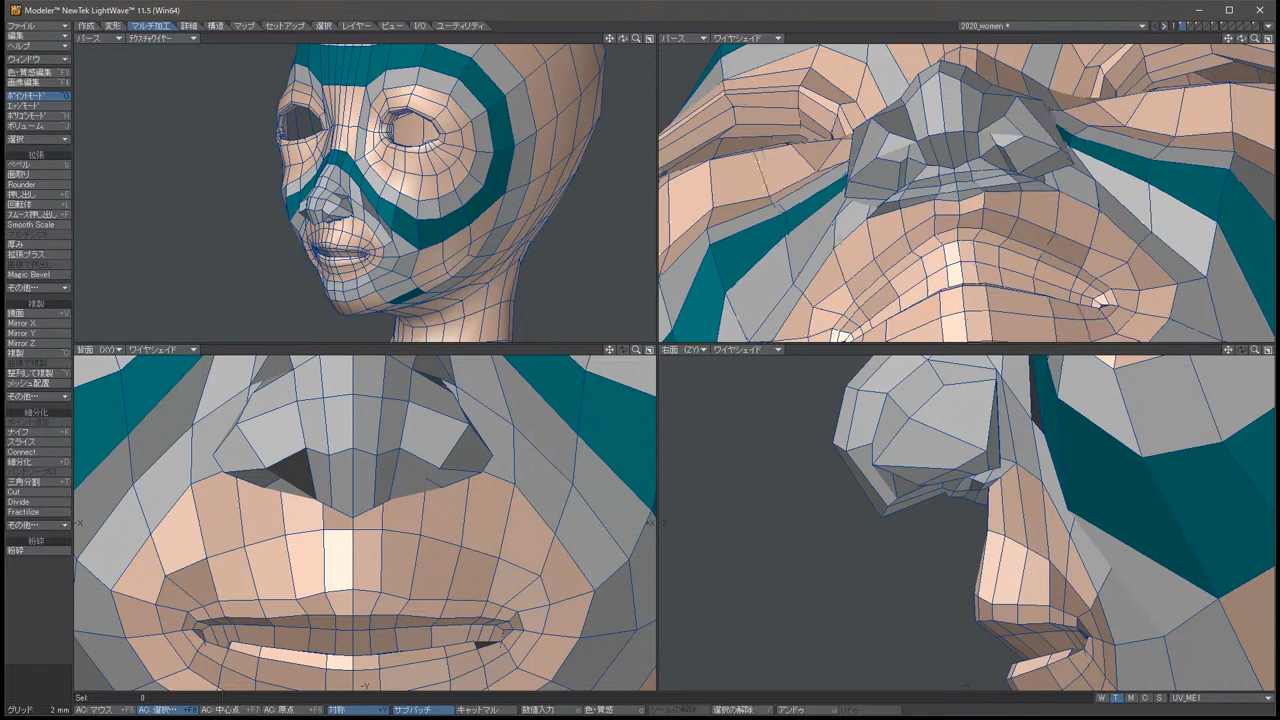 Modeler™ NewTek LightWave™ 11.5 (Win64)
ファイル
作成 変形 マルチ加工 詳細 構造 マップ セットアップ 選択 レイヤー ビュー I/O ユーティリティ
2020_women *
1
編集
ヘルプ
パース テクスチャワイヤー
パース ワイヤシェイド
ウィンドウ
色・質感編集 ^F3
画像編集 ^F4
ポイントモード ^G
エッジモード
ポリゴンモード ^H
ボリューム ^J
選択
拡張
ベベル b
面取り
Rounder
押し出し +E
回転体 +L
スムース押し出し +F
Smooth Scale
厚み
拡張プラス
Magic Bevel
その他…
複製
鏡面 +V
Mirror X
Mirror Y
Mirror Z
背面 (XY) ワイヤシェイド
右面 (ZY) ワイヤシェイド
複製 ^C
整列して複製 ^Y
メッシュ配置
その他…
細分化
ナイフ +K
スライス
Connect
細分化 +D
三角分割 +T
Cut
Divide
Fractilize
その他…
粉砕
粉砕
-X
+X
-Y
Sel: 0
W T M C S UV_ME1
グリッド: 2 mm AC: マウス +F5 AC: 選択… +F8 AC: 中心点 +F7 AC: 原点 +F6 対称 +Y サブパッチ キャットマル 数値入力 n 色・質感 q 選択の解除 / アンドゥ u